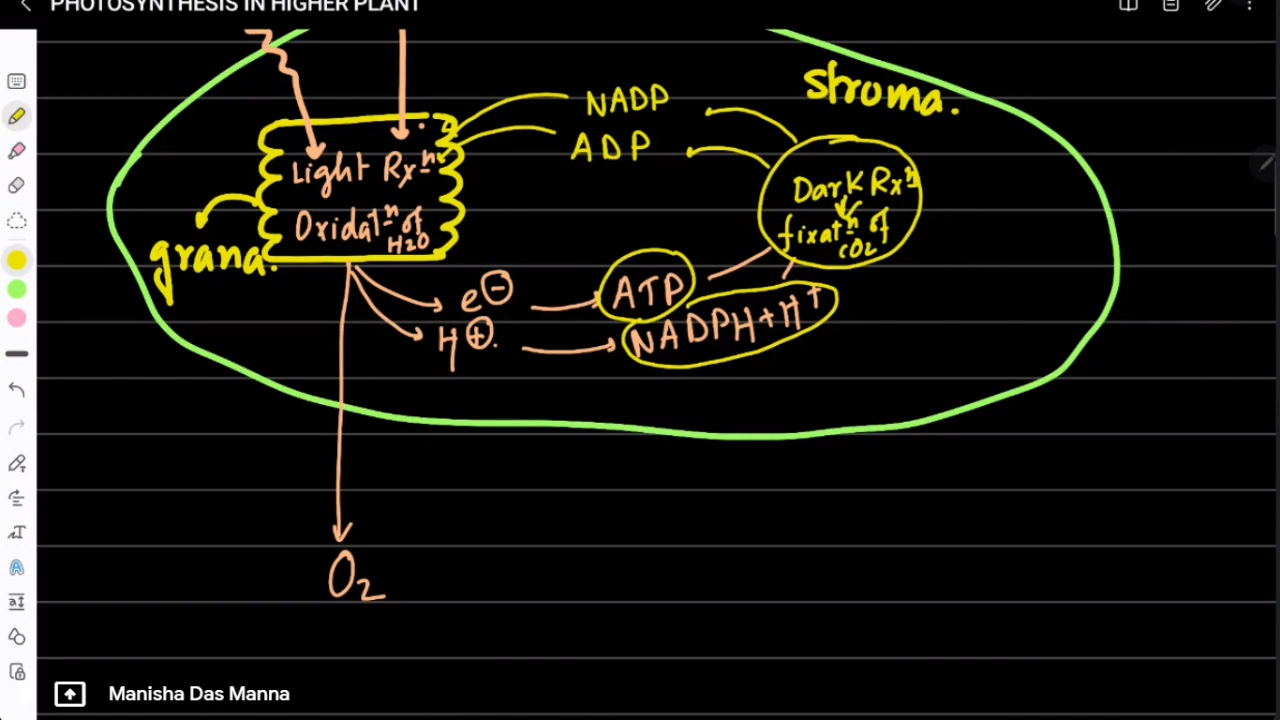 PHOTOSYNTHESIS IN HIGHER PLANT
stroma.
NADP
ADP
Light Rxⁿ
Oxidatⁿ of
H2O
grana.
Dark Rxⁿ
fixatⁿ of
CO2
e⊖
ATP
H⊕.
NADPH+H⁺
O2
Manisha Das Manna